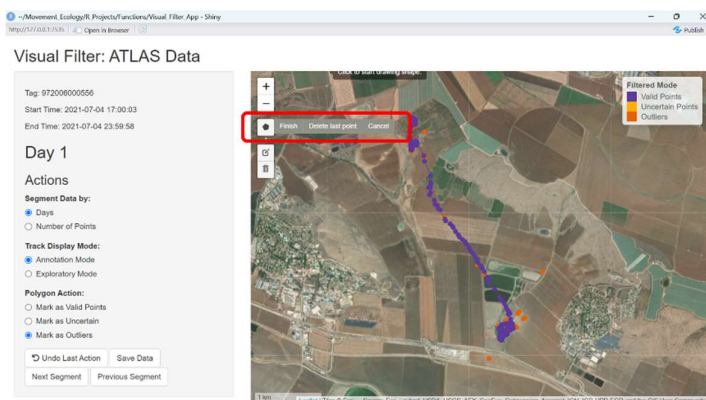 ~/Movement_Ecology/R_Projects/Functions/Visual_Filter_App - Shiny
Open in Browser
Publish
Visual Filter: ATLAS Data
Tag: 972006000556
Start Time: 2021-07-04 17:00:03
End Time: 2021-07-04 23:59:58
Day 1
Actions
Segment Data by:
Days
Number of Points
Track Display Mode:
Annotation Mode
Exploratory Mode
Polygon Action:
Mark as Valid Points
Mark as Uncertain
Mark as Outliers
Undo Last Action Save Data
Next Segment Previous Segment
Click to start drawing shape.
+
−
Finish Delete last point Cancel
Filtered Mode
Valid Points
Uncertain Points
Outliers
1 km